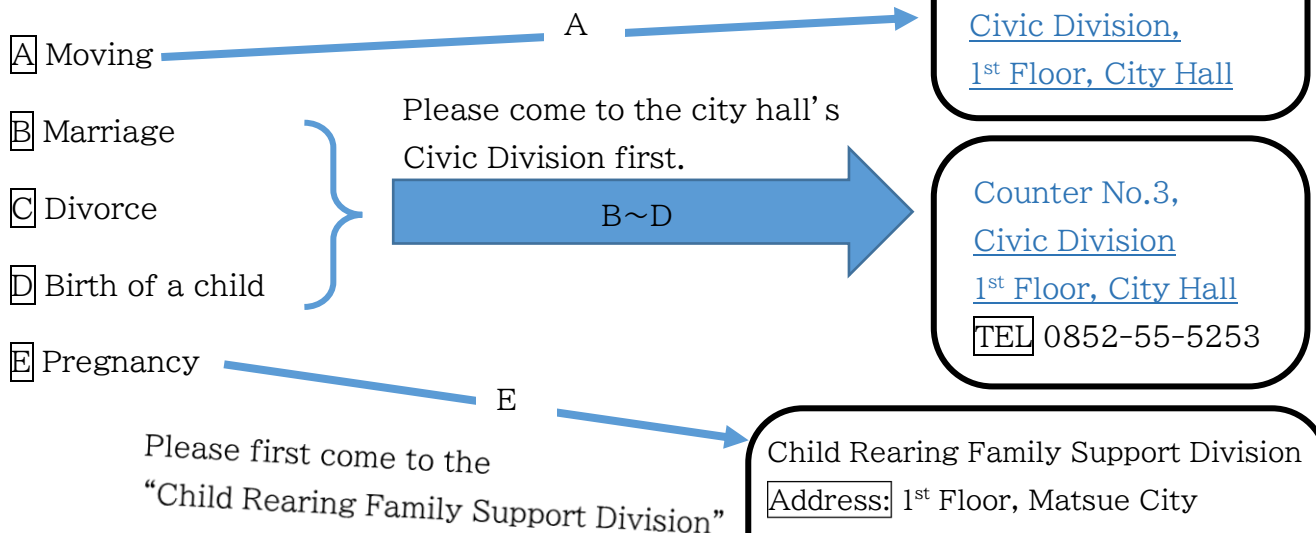 A Moving
A
Civic Division,
1st Floor, City Hall
B Marriage
C Divorce
D Birth of a child
Please come to the city hall’s
Civic Division first.
B～D
Counter No.3,
Civic Division
1st Floor, City Hall
TEL 0852-55-5253
E Pregnancy
E
Please first come to the
“Child Rearing Family Support Division”
Child Rearing Family Support Division
Address: 1st Floor, Matsue City